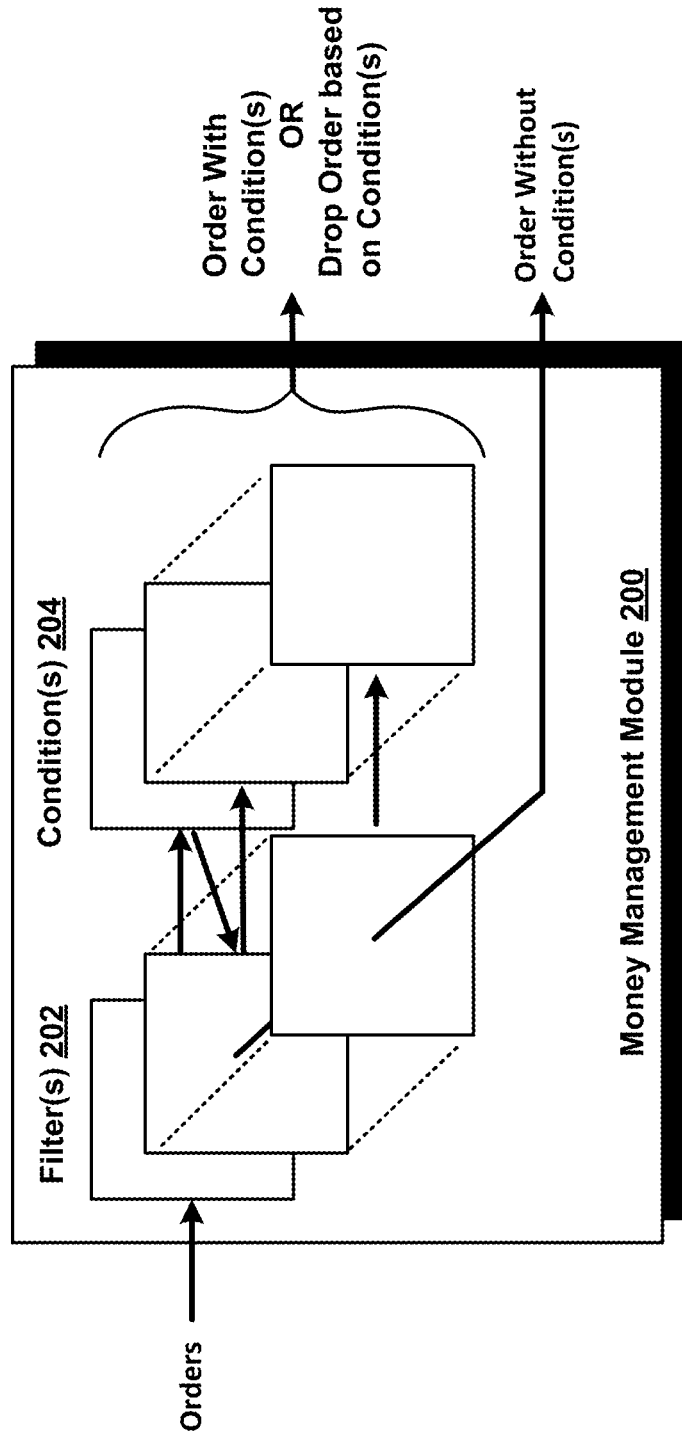 Orders
Filter(s) 202
Condition(s) 204
Order With
Condition(s)
OR
Drop Order based
on Condition(s)
Order Without
Condition(s)
Money Management Module 200